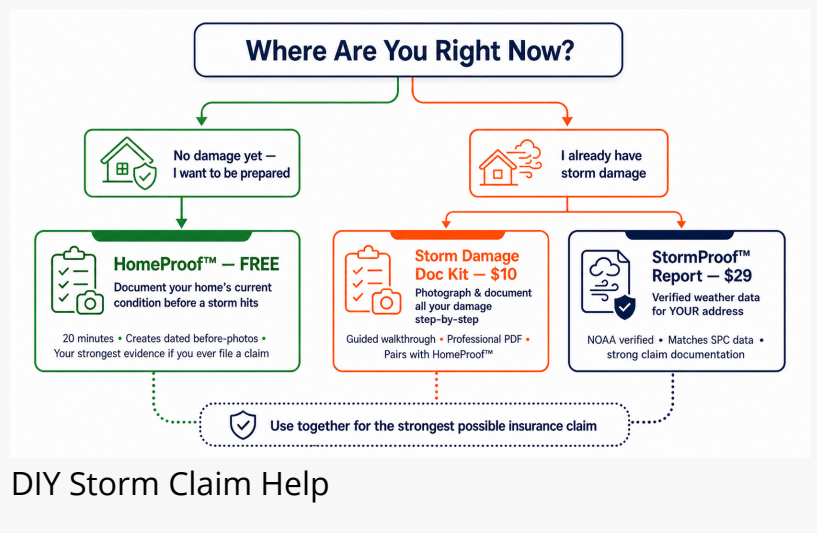 Where Are You Right Now?
No damage yet —
I want to be prepared
I already have
storm damage
HomeProof™ — FREE
Document your home's current
condition before a storm hits
20 minutes • Creates dated before-photos •
Your strongest evidence if you ever file a claim
Storm Damage
Doc Kit — $10
Photograph & document
all your damage
step-by-step
Guided walkthrough • Professional PDF •
Pairs with HomeProof™
StormProof™
Report — $29
Verified weather data
for YOUR address
NOAA verified • Matches SPC data •
strong claim documentation
Use together for the strongest possible insurance claim
DIY Storm Claim Help